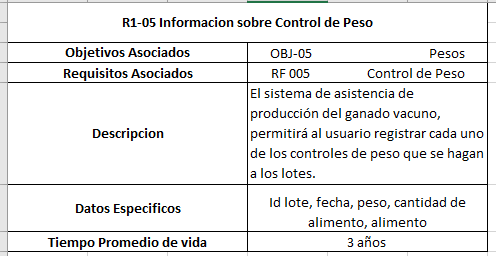 R1-05 Informacion sobre Control de Peso
Objetivos Asociados OBJ-05 Pesos
Requisitos Asociados RF 005 Control de Peso
Descripcion
El sistema de asistencia de
producción del ganado vacuno,
permitirá al usuario registrar cada uno
de los controles de peso que se hagan
a los lotes.
Datos Especificos
Id lote, fecha, peso, cantidad de
alimento, alimento
Tiempo Promedio de vida 3 años